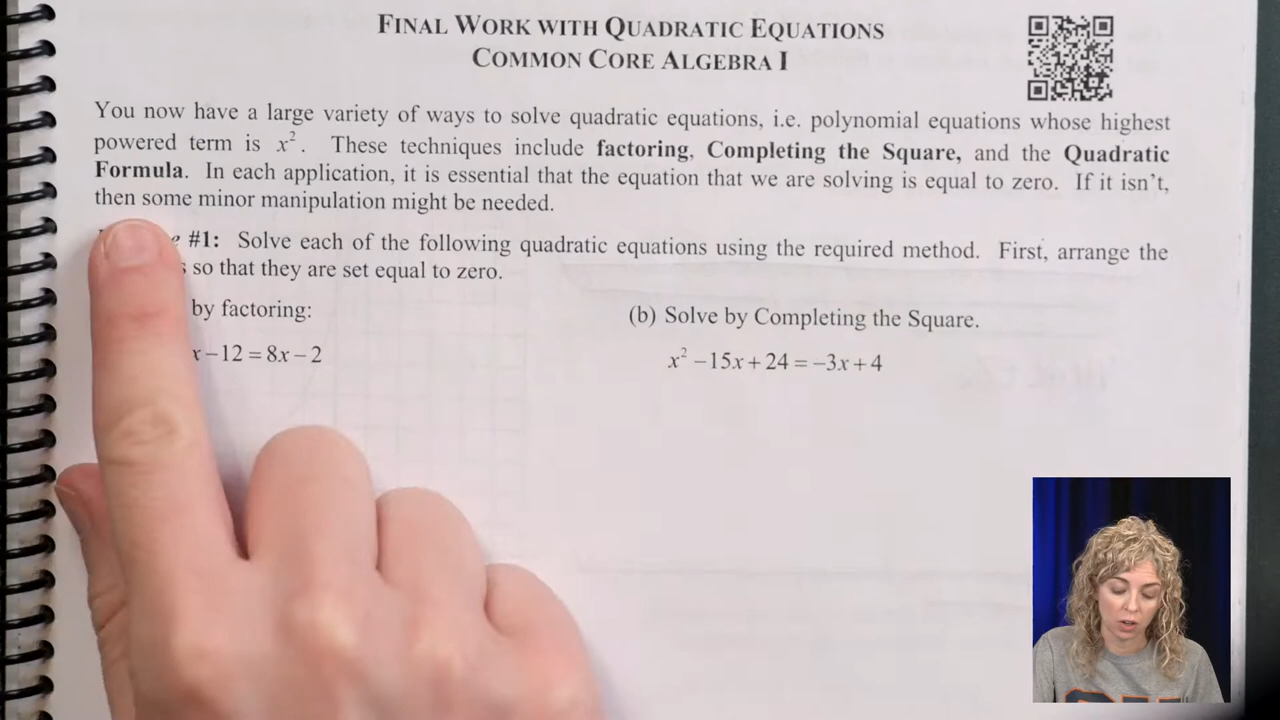 FINAL WORK WITH QUADRATIC EQUATIONS
COMMON CORE ALGEBRA I
You now have a large variety of ways to solve quadratic equations, i.e. polynomial equations whose highest
powered term is x². These techniques include factoring, Completing the Square, and the Quadratic
Formula. In each application, it is essential that the equation that we are solving is equal to zero. If it isn't,
then some minor manipulation might be needed.
#1: Solve each of the following quadratic equations using the required method. First, arrange the
so that they are set equal to zero.
by factoring:
x − 12 = 8x − 2
(b) Solve by Completing the Square.
x² − 15x + 24 = −3x + 4